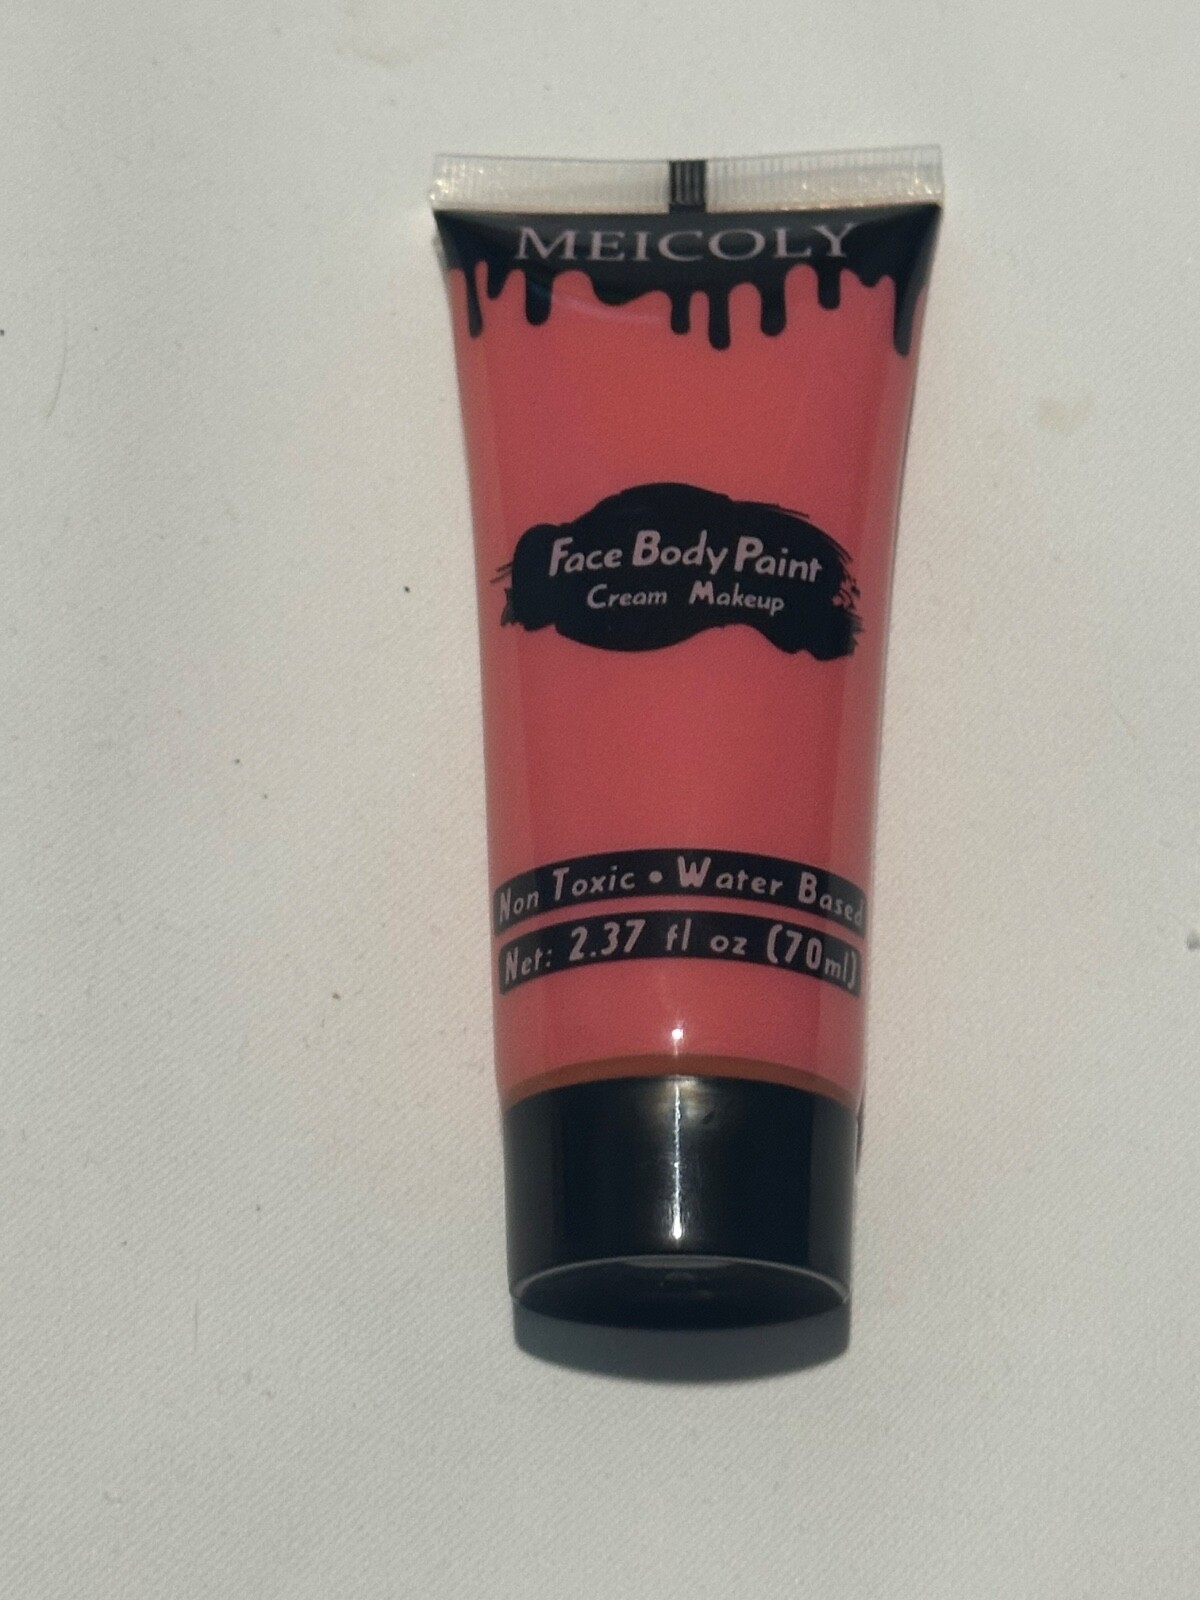 MEICOLY
Face Body Paint
Cream Makeup
Non Toxic • Water Based
Net: 2.37 fl oz (70ml)